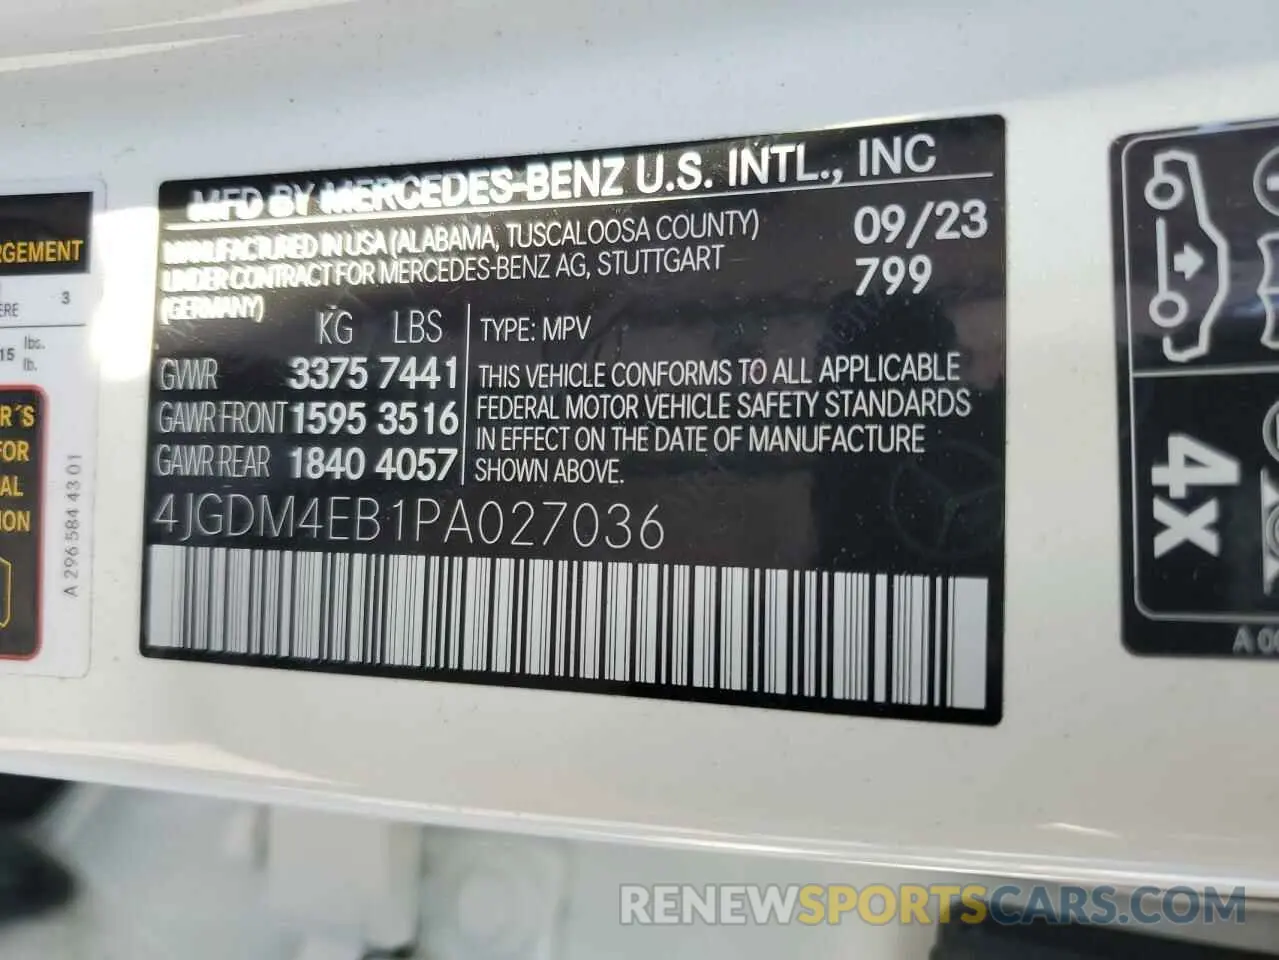 RGEMENT
ERE 3
15 lbs.
lb.
R'S
FOR
AL
ION
A 296 584 43 01
MFD BY MERCEDES-BENZ U.S. INTL., INC
MANUFACTURED IN USA (ALABAMA, TUSCALOOSA COUNTY)
UNDER CONTRACT FOR MERCEDES-BENZ AG, STUTTGART
(GERMANY)
09/23
799
KG LBS
GVWR 3375 7441
GAWR FRONT 1595 3516
GAWR REAR 1840 4057
TYPE: MPV
THIS VEHICLE CONFORMS TO ALL APPLICABLE
FEDERAL MOTOR VEHICLE SAFETY STANDARDS
IN EFFECT ON THE DATE OF MANUFACTURE
SHOWN ABOVE.
4JGDM4EB1PA027036
4x
A 00
RENEWSPORTSCARS.COM